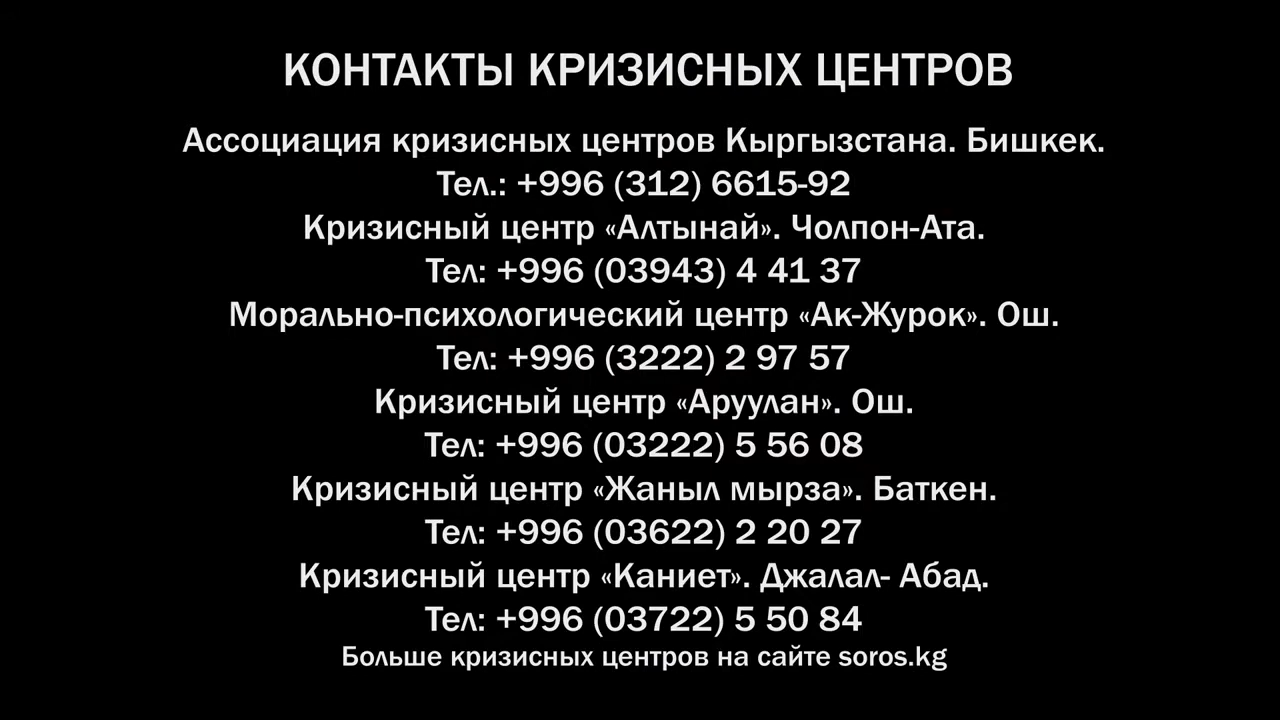 КОНТАКТЫ КРИЗИСНЫХ ЦЕНТРОВ
Ассоциация кризисных центров Кыргызстана. Бишкек.
Тел.: +996 (312) 6615-92
Кризисный центр «Алтынай». Чолпон-Ата.
Тел: +996 (03943) 4 41 37
Морально-психологический центр «Ак-Журок». Ош.
Тел: +996 (3222) 2 97 57
Кризисный центр «Аруулан». Ош.
Тел: +996 (03222) 5 56 08
Кризисный центр «Жаныл мырза». Баткен.
Тел: +996 (03622) 2 20 27
Кризисный центр «Каниет». Джалал- Абад.
Тел: +996 (03722) 5 50 84
Больше кризисных центров на сайте soros.kg